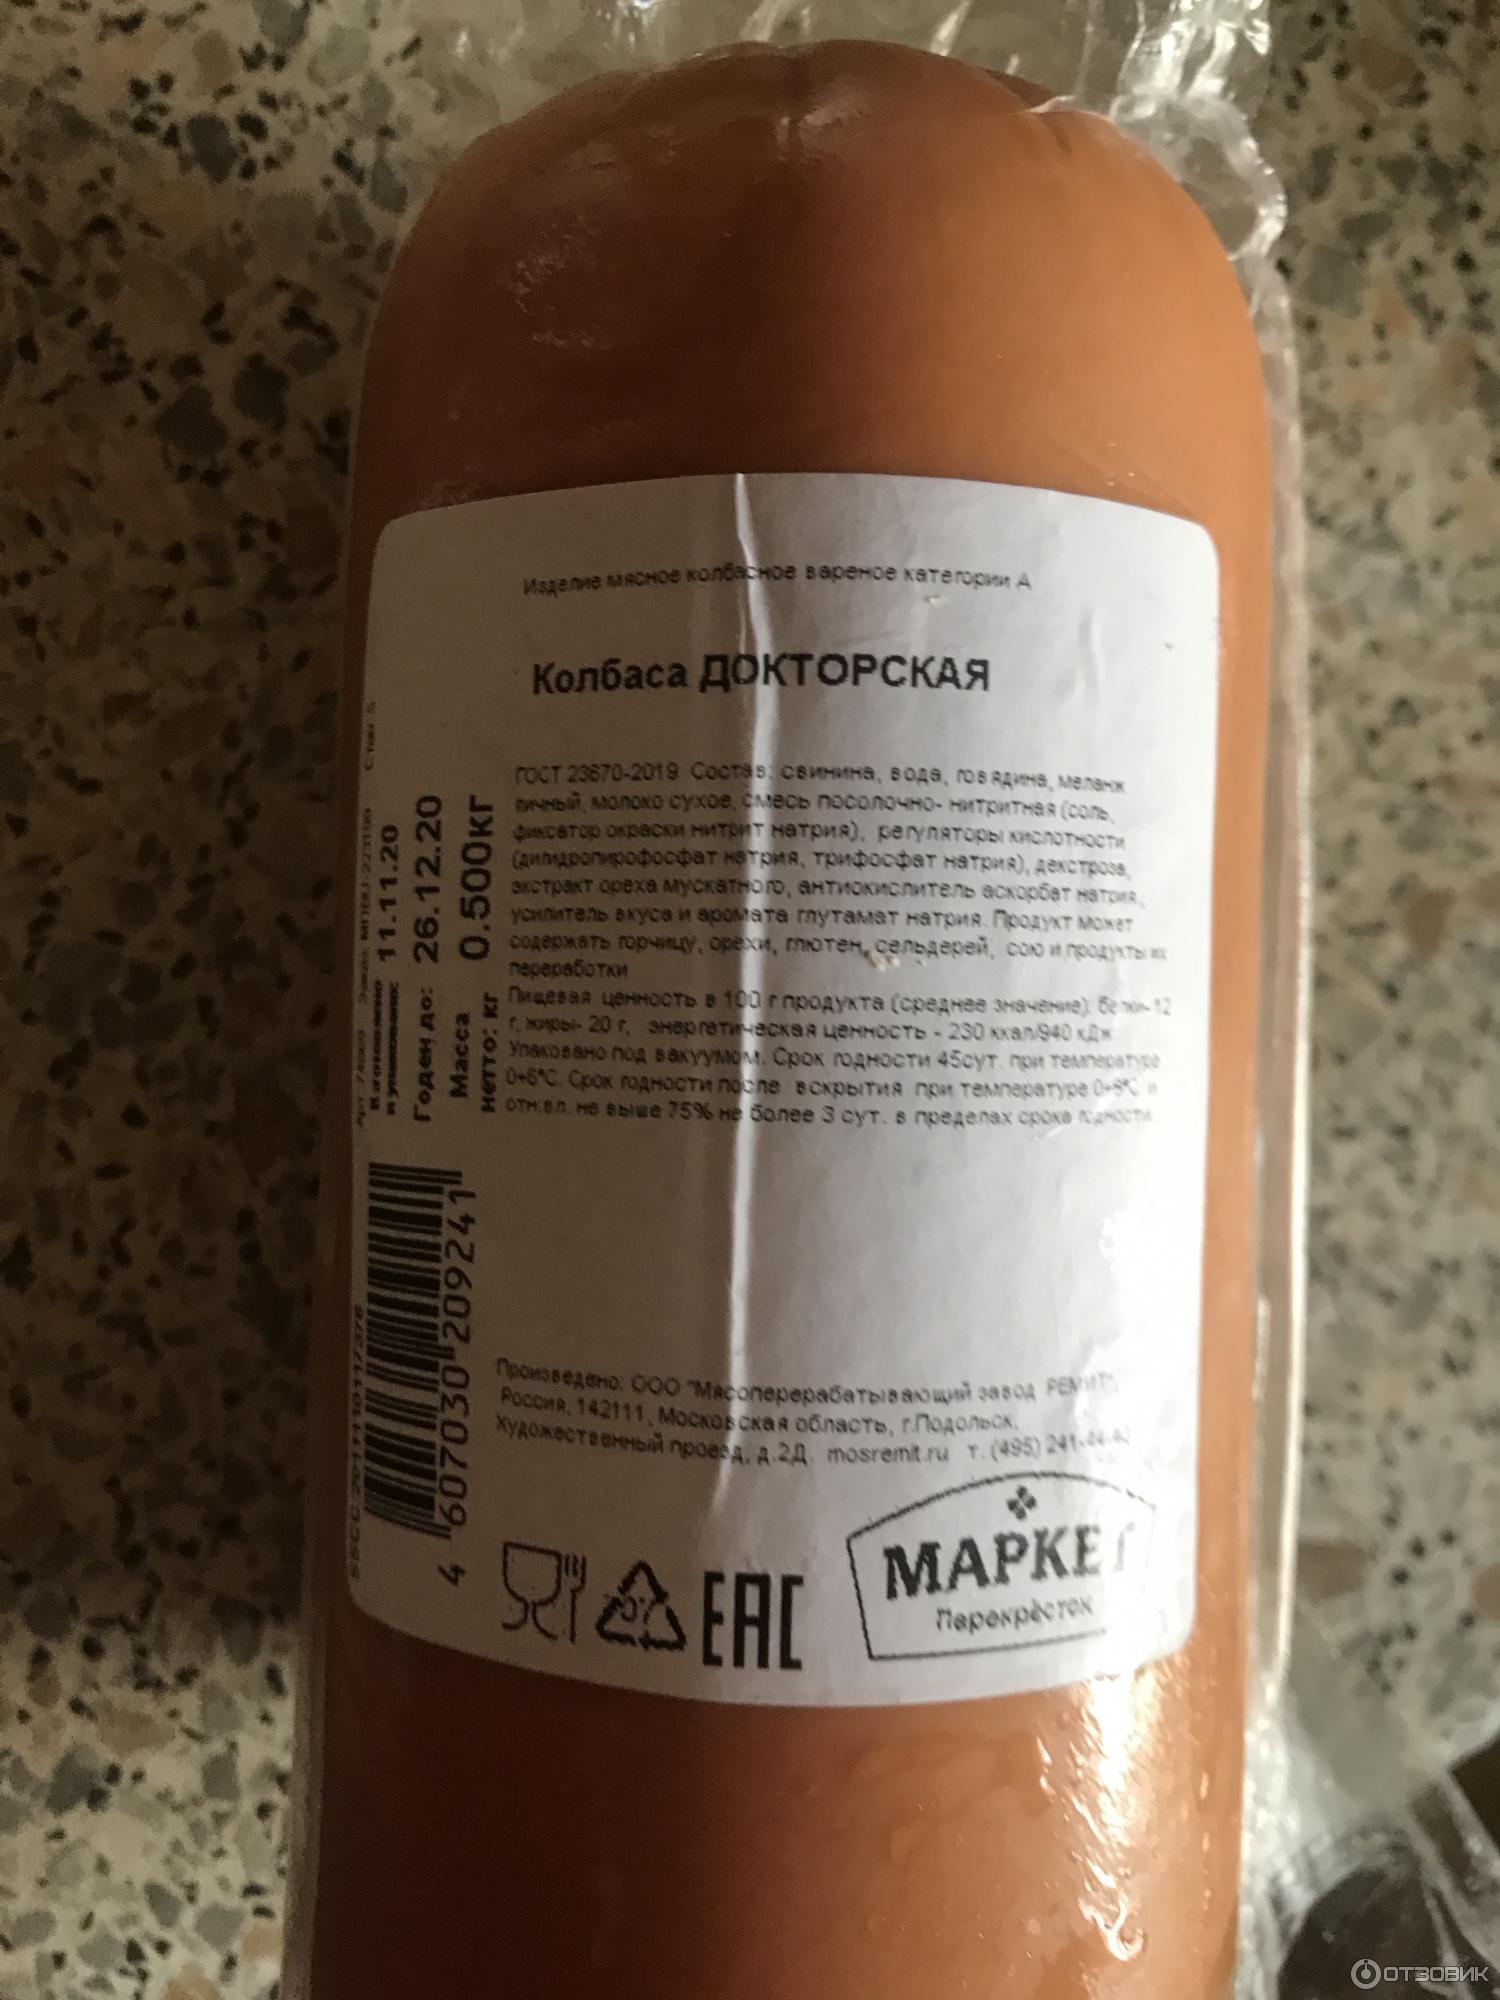 Изделие мясное колбасное вареное категории А
Колбаса ДОКТОРСКАЯ
ГОСТ 23670-2019 Состав: свинина, вода, говядина, меланж
яичный, молоко сухое, смесь посолочно- нитритная (соль,
фиксатор окраски нитрит натрия), регуляторы кислотности
(дигидропирофосфат натрия, трифосфат натрия), декстроза,
экстракт ореха мускатного, антиокислитель аскорбат натрия,
усилитель вкуса и аромата глутамат натрия. Продукт может
содержать горчицу, орехи, глютен, сельдерей, сою и продукты их
переработки
Пищевая ценность в 100 г продукта (среднее значение): белки- 12
г, жиры- 20 г, энергетическая ценность - 230 ккал/940 кДж.
Упаковано под вакуумом. Срок годности 45сут. при температуре
0+6°С. Срок годности после вскрытия при температуре 0+6°С и
отн.вл. не выше 75% не более 3 сут. в пределах срока годности.
Изготовлено
и упаковано: 11.11.20
Годен до: 26.12.20
Масса
нетто: кг 0.500кг
4 607030 209241
Произведено: ООО "Мясоперерабатывающий завод РЕМИТ",
Россия, 142111, Московская область, г.Подольск,
Художественный проезд, д.2Д. mosremit.ru т. (495) 241-44-
07
EAC
МАРКЕТ
Перекрёсток
ОТЗОВИК